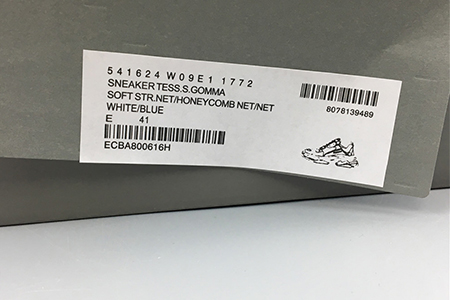 541624 W09E1 1772
SNEAKER TESS.S.GOMMA
SOFT STR.NET/HONEYCOMB NET/NET
WHITE/BLUE
E 41
ECBA800616H
8078139489